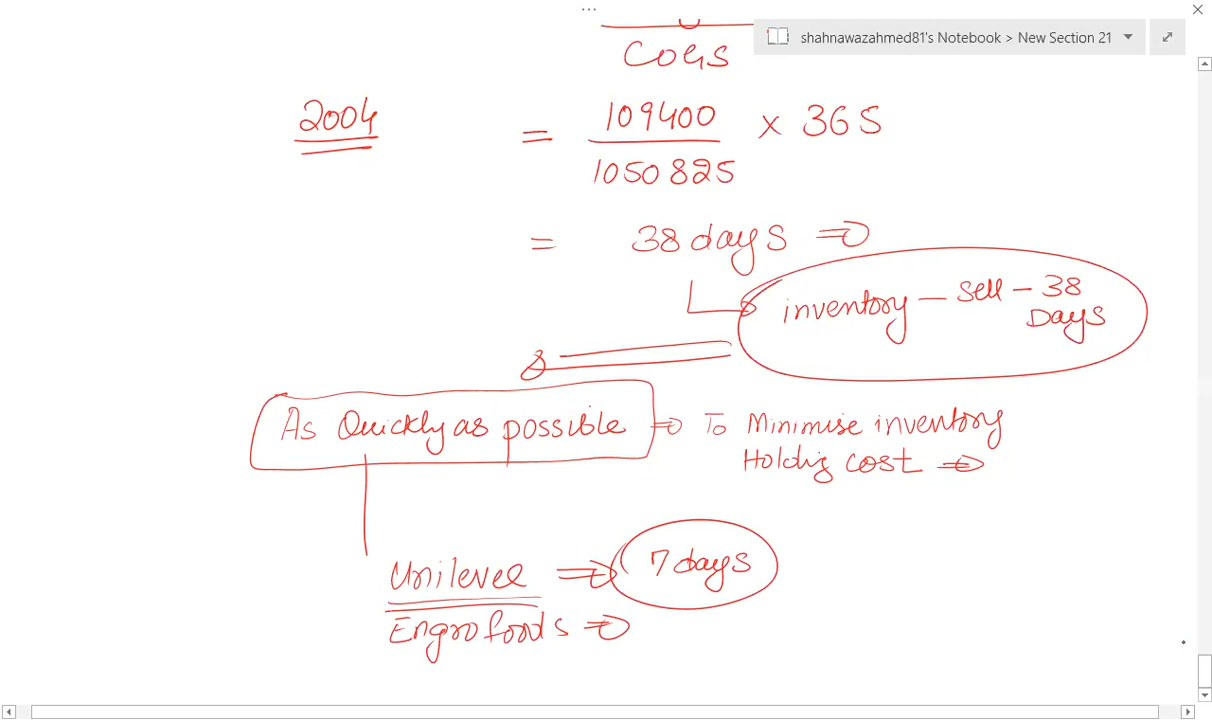 ...
shahnawazahmed81's Notebook > New Section 21
COGS
2004 = 109400 / 1050825 × 365
= 38 days ⇒
inventory — Sell — 38
Days
As Quickly as possible ⇒ To Minimise inventory
Holdig cost ⇒
Unilever ⇒ 7 days
Engro foods ⇒